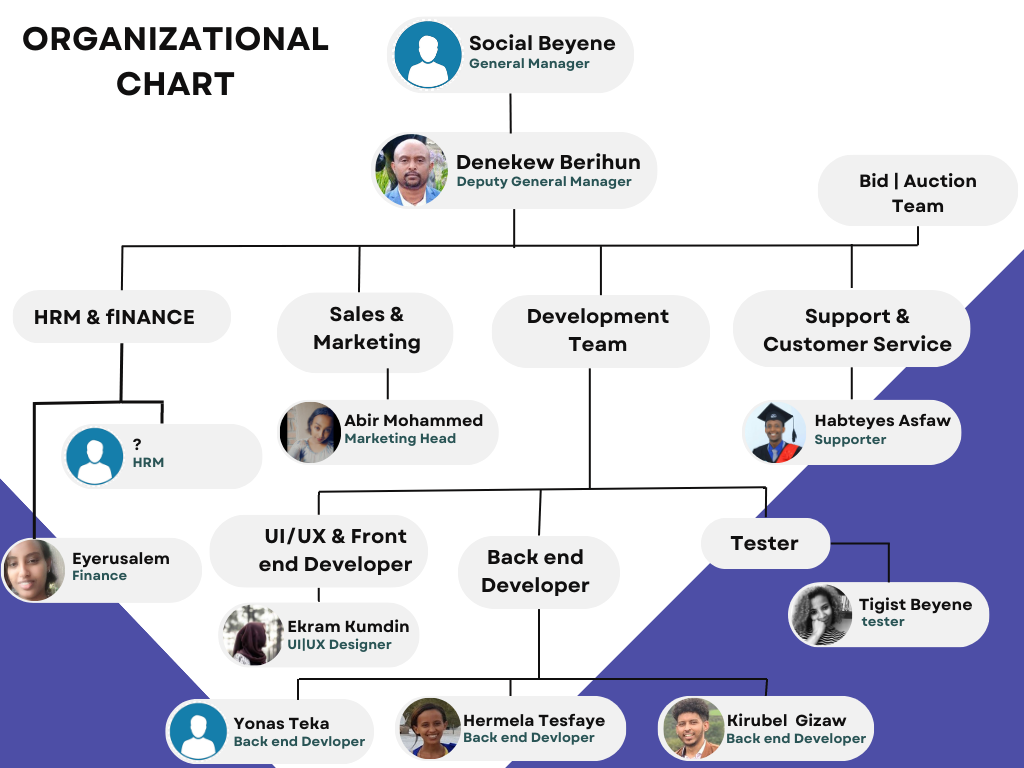 ORGANIZATIONAL
CHART
Social Beyene
General Manager
Denekew Berihun
Deputy General Manager
Bid | Auction
Team
HRM & fINANCE
Sales &
Marketing
Development
Team
Support &
Customer Service
Abir Mohammed
Marketing Head
Habteyes Asfaw
Supporter
?
HRM
UI/UX & Front
end Developer
Back end
Developer
Tester
Eyerusalem
Finance
Tigist Beyene
tester
Ekram Kumdin
UI|UX Designer
Yonas Teka
Back end Devloper
Hermela Tesfaye
Back end Devloper
Kirubel Gizaw
Back end Developer